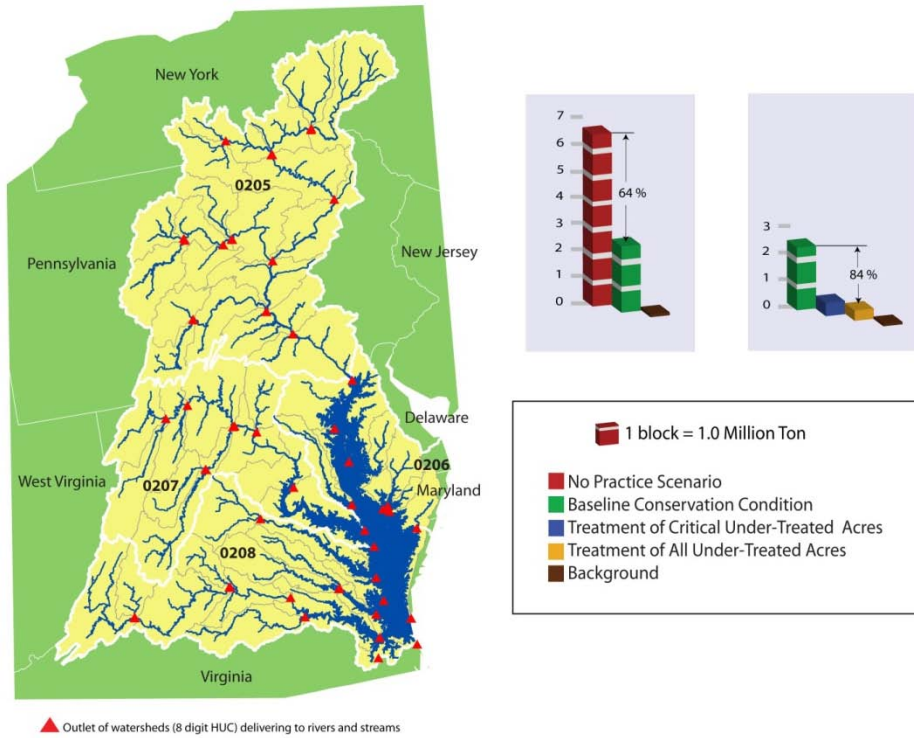 New York
0205
Pennsylvania
New Jersey
Delaware
West Virginia
0207
0206
Maryland
0208
Virginia
Outlet of watersheds (8 digit HUC) delivering to rivers and streams
7
6
5
4
3
2
1
0
64 %
3
2
1
0
84 %
1 block = 1.0 Million Ton
No Practice Scenario
Baseline Conservation Condition
Treatment of Critical Under-Treated Acres
Treatment of All Under-Treated Acres
Background